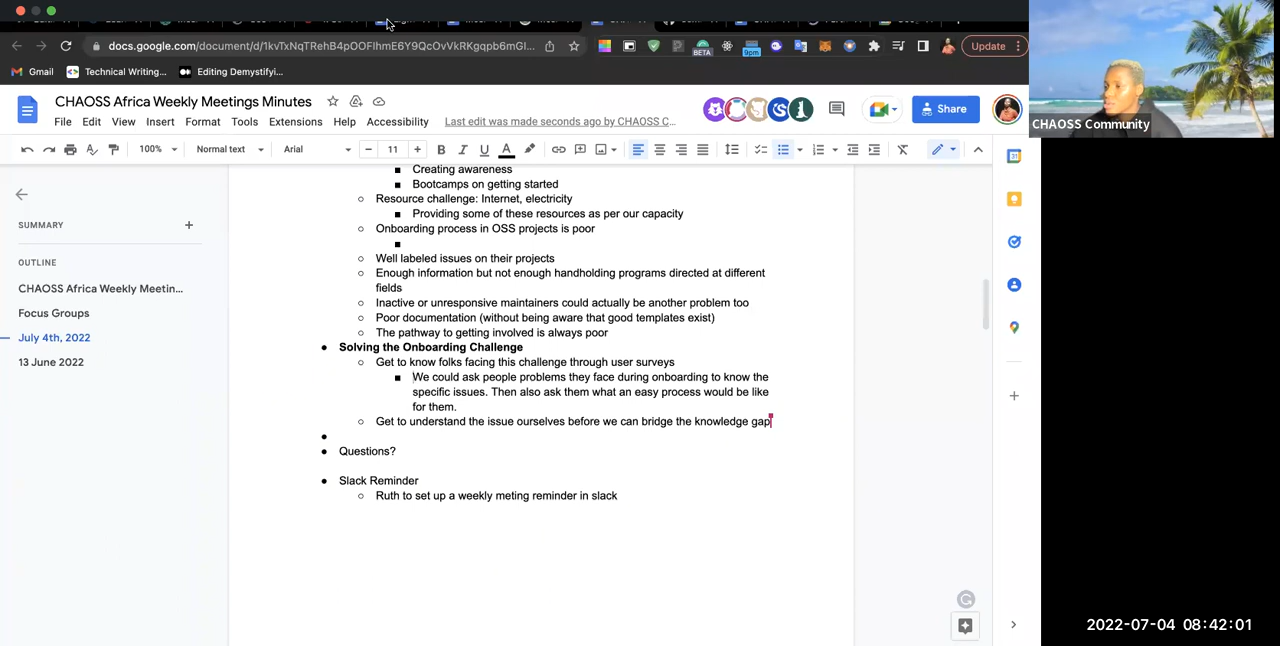 docs.google.com/document/d/1kvTxNqTRehB4pOOFlhmE6Y9QcOvVkRKgqpb6mGl...
BETA
9pm
Update
Gmail
Technical Writing...
Editing Demystifyi...
CHAOSS Africa Weekly Meetings Minutes
Share
File Edit View Insert Format Tools Extensions Help Accessibility
Last edit was made seconds ago by CHAOSS C...
100% Normal text Arial - 11 + B I U A
SUMMARY +
OUTLINE
CHAOSS Africa Weekly Meetin...
Focus Groups
July 4th, 2022
13 June 2022
Creating awareness
Bootcamps on getting started
Resource challenge: Internet, electricity
Providing some of these resources as per our capacity
Onboarding process in OSS projects is poor
Well labeled issues on their projects
Enough information but not enough handholding programs directed at different
fields
Inactive or unresponsive maintainers could actually be another problem too
Poor documentation (without being aware that good templates exist)
The pathway to getting involved is always poor
Solving the Onboarding Challenge
Get to know folks facing this challenge through user surveys
We could ask people problems they face during onboarding to know the
specific issues. Then also ask them what an easy process would be like
for them.
Get to understand the issue ourselves before we can bridge the knowledge gap
Questions?
Slack Reminder
Ruth to set up a weekly meting reminder in slack
CHAOSS Community
2022-07-04 08:42:01